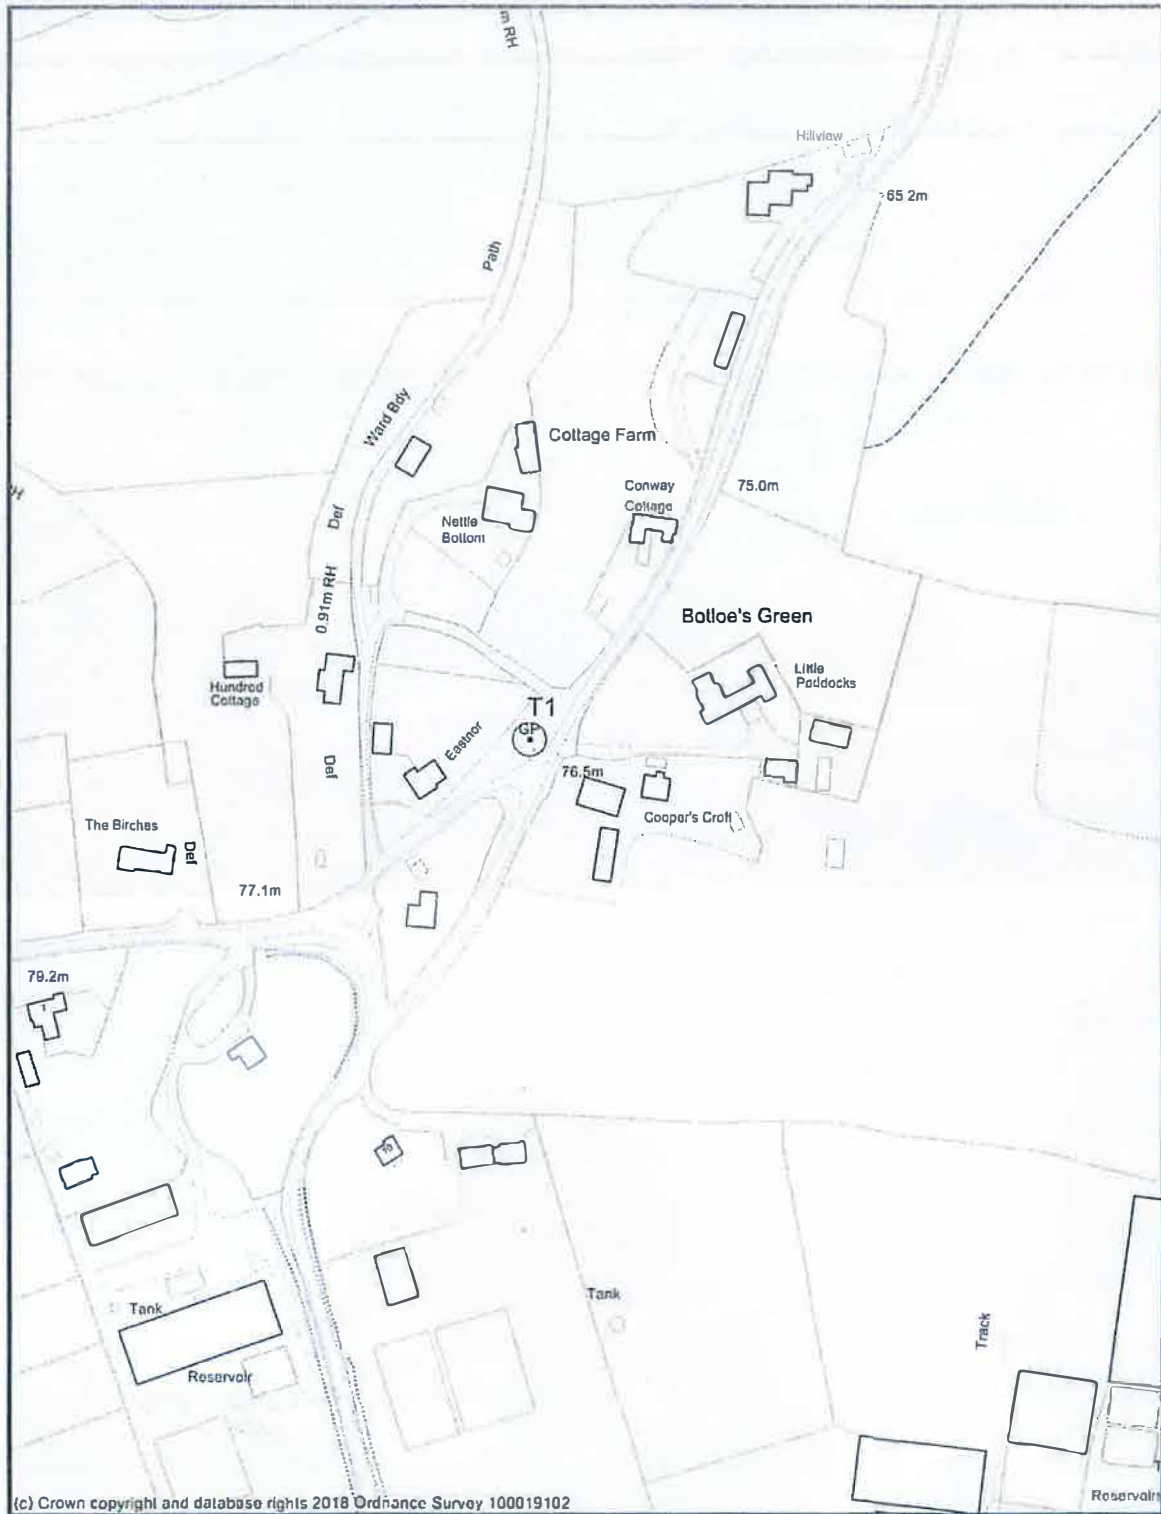 m RH
Hillview
65.2m
Path
Ward Bdy
Cottage Farm
Conway
Cottage
75.0m
Nettle
Bottom
Def
0.91m RH
Botloe's Green
Little
Paddocks
Hundred
Cottage
T1
GP
Eastnor
Def
76.5m
Cooper's Croft
The Birches
Def
77.1m
79.2m
10
Tank
Tank
Reservoir
Track
Reservoir
(c) Crown copyright and database rights 2018 Ordnance Survey 100019102